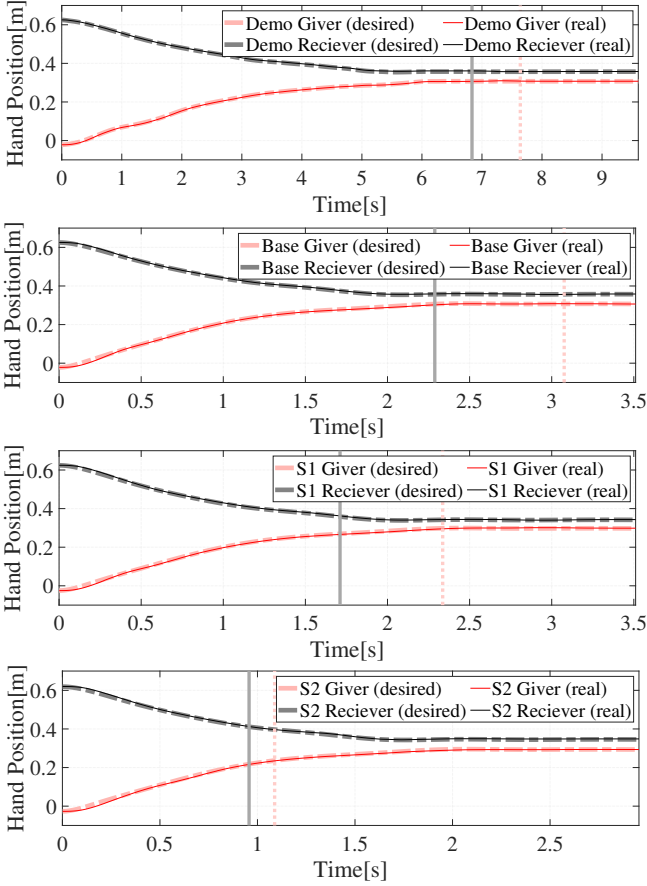 Hand Position[m]
0.6
0.4
0.2
0
Demo Giver (desired) Demo Giver (real)
Demo Reciever (desired) Demo Reciever (real)
0 1 2 3 4 5 6 7 8 9
Time[s]
Hand Position[m]
0.6
0.4
0.2
0
Base Giver (desired) Base Giver (real)
Base Reciever (desired) Base Reciever (real)
0 0.5 1 1.5 2 2.5 3 3.5
Time[s]
Hand Position[m]
0.6
0.4
0.2
0
S1 Giver (desired) S1 Giver (real)
S1 Reciever (desired) S1 Reciever (real)
0 0.5 1 1.5 2 2.5 3 3.5
Time[s]
Hand Position[m]
0.6
0.4
0.2
0
S2 Giver (desired) S2 Giver (real)
S2 Reciever (desired) S2 Reciever (real)
0 0.5 1 1.5 2 2.5
Time[s]